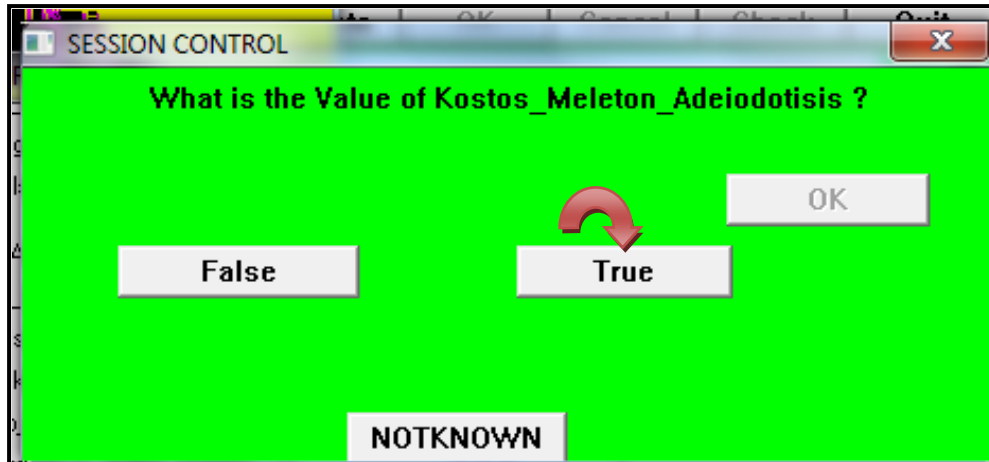 SESSION CONTROL
What is the Value of Kostos_Meleton_Adeiodotisis ?
OK
False
True
NOTKNOWN